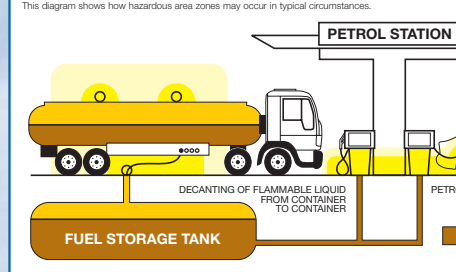 This diagram shows how hazardous area zones may occur in typical circumstances.
PETROL STATION
DECANTING OF FLAMMABLE LIQUID
FROM CONTAINER
TO CONTAINER
FUEL STORAGE TANK